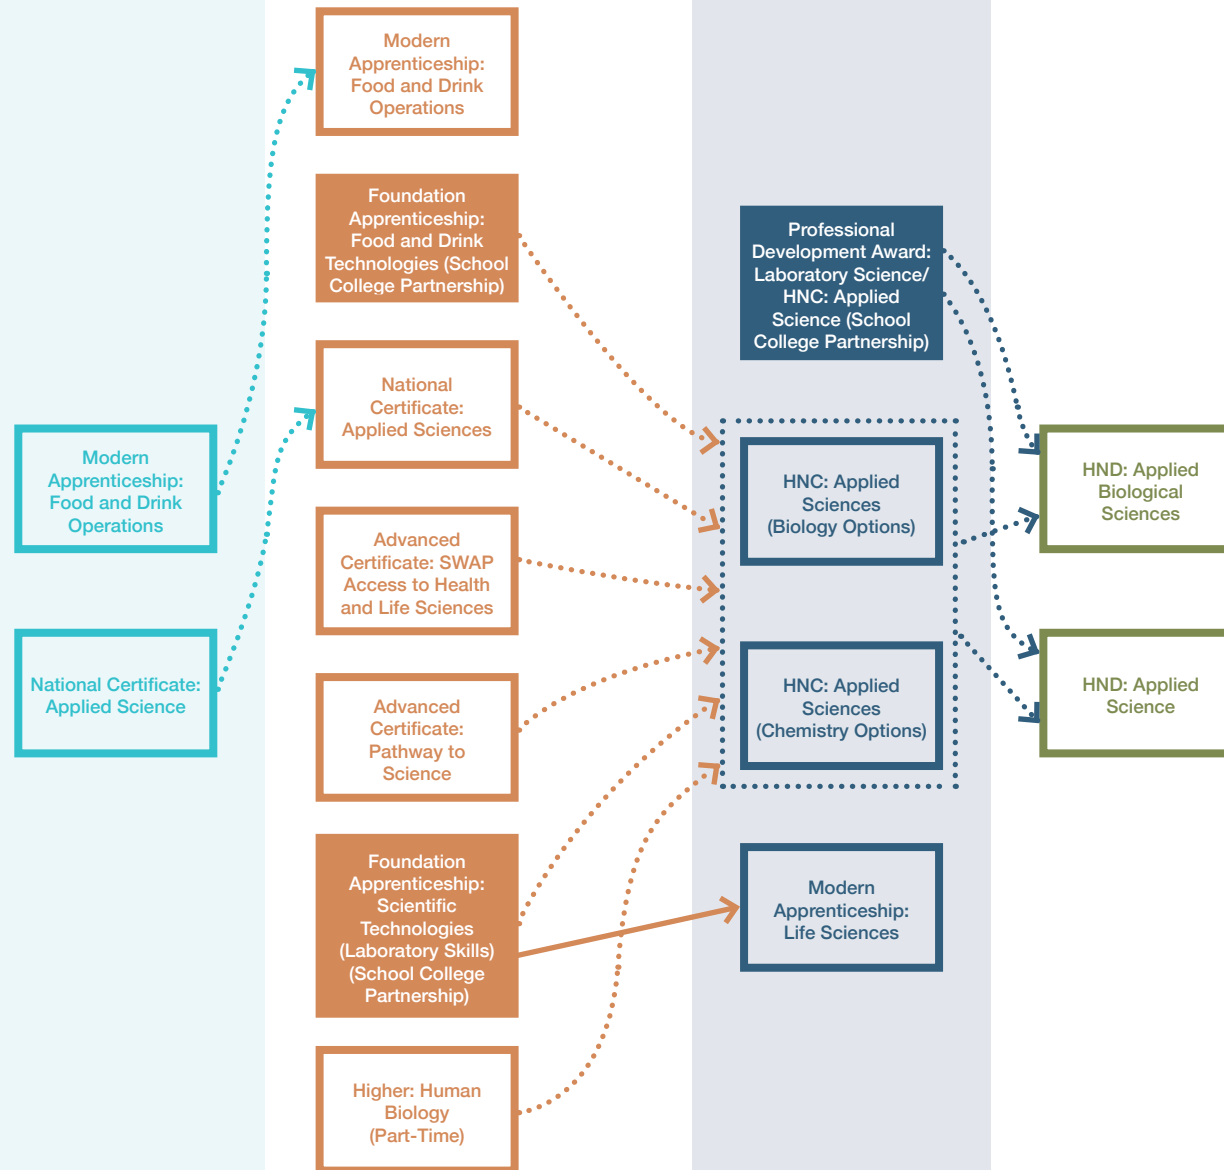 Modern
Apprenticeship:
Food and Drink
Operations
National Certificate:
Applied Science
Modern
Apprenticeship:
Food and Drink
Operations
Foundation
Apprenticeship:
Food and Drink
Technologies (School
College Partnership)
National
Certificate:
Applied Sciences
Advanced
Certificate: SWAP
Access to Health
and Life Sciences
Advanced
Certificate:
Pathway to
Science
Foundation
Apprenticeship:
Scientific
Technologies
(Laboratory Skills)
(School College
Partnership)
Higher: Human
Biology
(Part-Time)
Professional
Development Award:
Laboratory Science/
HNC: Applied
Science (School
College Partnership)
HNC: Applied
Sciences
(Biology Options)
HNC: Applied
Sciences
(Chemistry Options)
Modern
Apprenticeship:
Life Sciences
HND: Applied
Biological
Sciences
HND: Applied
Science